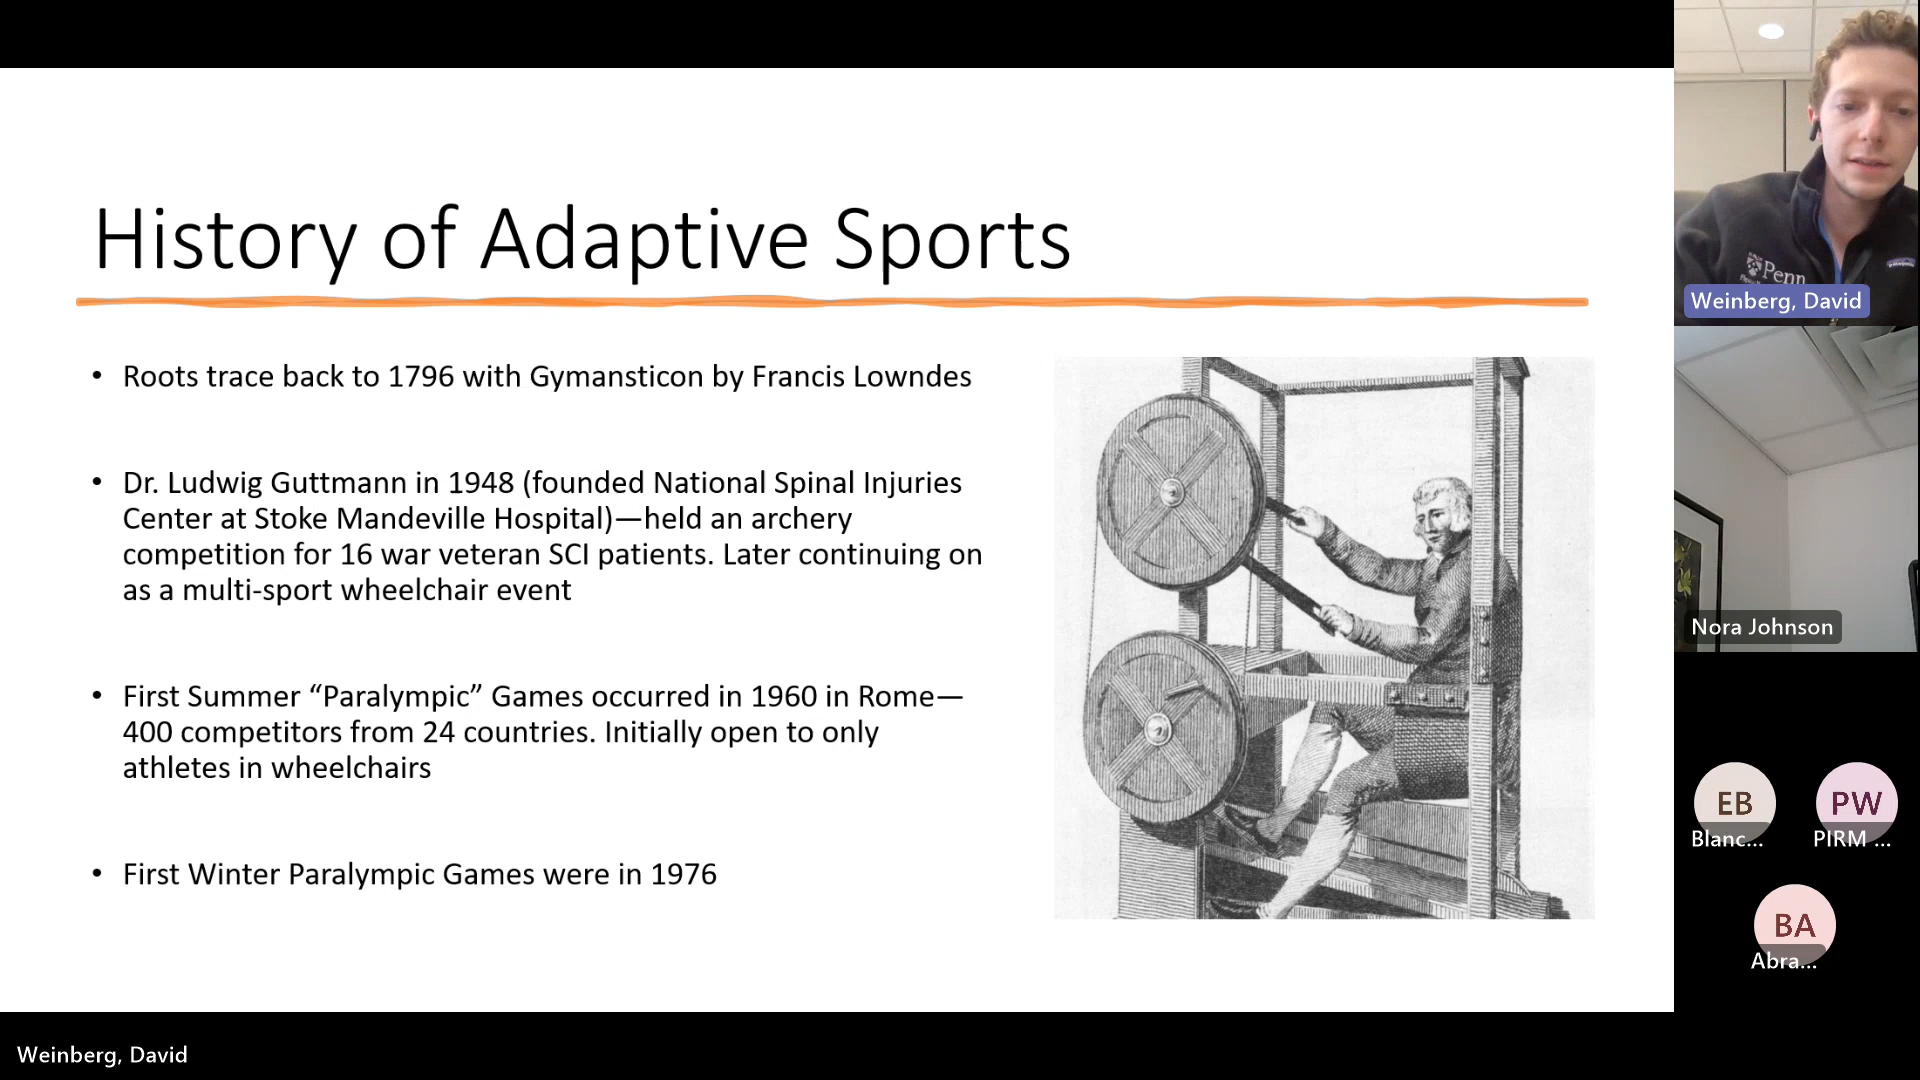 History of Adaptive Sports
• Roots trace back to 1796 with Gymansticon by Francis Lowndes
• Dr. Ludwig Guttmann in 1948 (founded National Spinal Injuries
Center at Stoke Mandeville Hospital)—held an archery
competition for 16 war veteran SCI patients. Later continuing on
as a multi-sport wheelchair event
• First Summer “Paralympic” Games occurred in 1960 in Rome—
400 competitors from 24 countries. Initially open to only
athletes in wheelchairs
• First Winter Paralympic Games were in 1976
Penn
Weinberg, David
Nora Johnson
EB
Blanc...
PW
PIRM ...
BA
Abra...
Weinberg, David